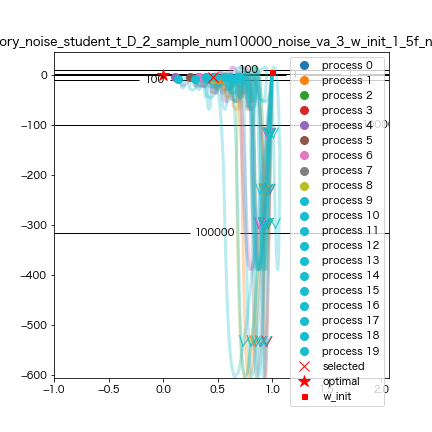 ory_noise_student_t_D_2_sample_num10000_noise_va_3_w_init_1_5f_n
0
−100
−200
−300
−400
−500
−600
−1.0
−0.5
0.0
0.5
1.0
2.0
100
100
100000
process 0
process 1
process 2
process 3
process 4
process 5
process 6
process 7
process 8
process 9
process 10
process 11
process 12
process 13
process 14
process 15
process 16
process 17
process 18
process 19
selected
optimal
w_init